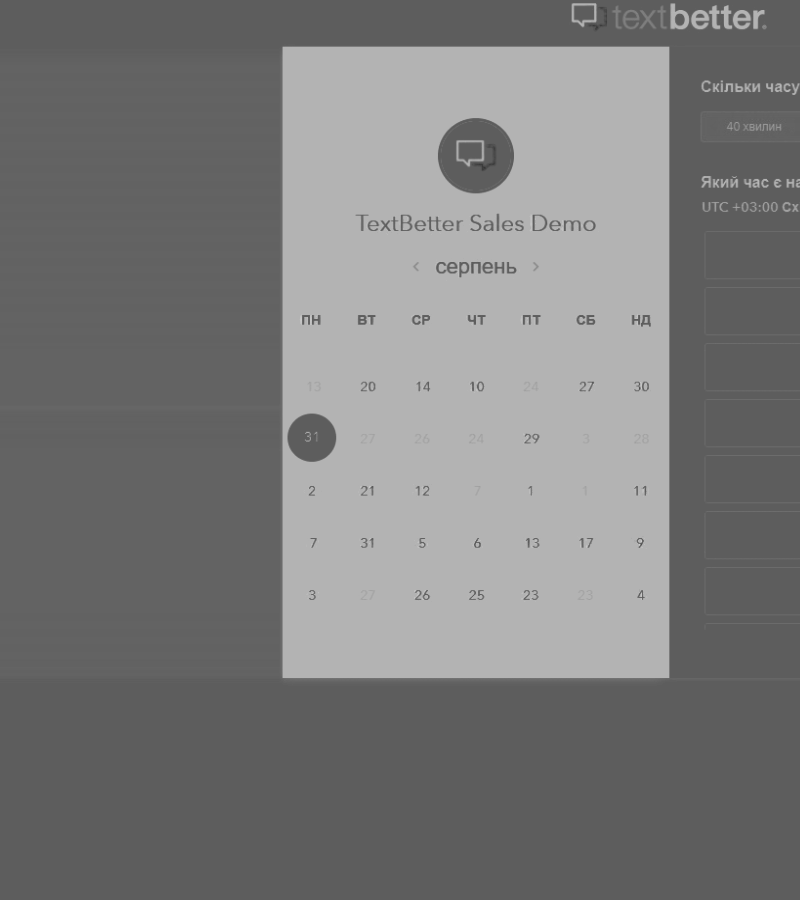 textbetter.
TextBetter Sales Demo
серпень
ПН ВТ СР ЧТ ПТ СБ НД
13 20 14 10 24 27 30
31 27 26 24 29 3 28
2 21 12 7 1 1 11
7 31 5 6 13 17 9
3 27 26 25 23 23 4
Скільки часу
40 хвилин
Який час є на
UTC +03:00 Сх